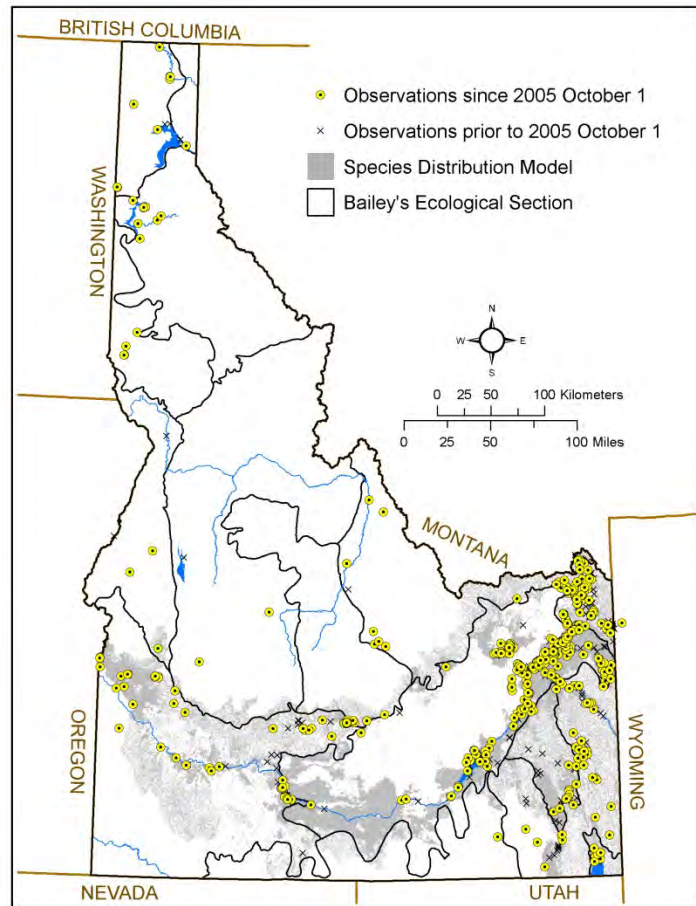 BRITISH COLUMBIA
Observations since 2005 October 1
Observations prior to 2005 October 1
Species Distribution Model
Bailey's Ecological Section
WASHINGTON
N
W E
S
0 25 50 100 Kilometers
0 25 50 100 Miles
MONTANA
OREGON
WYOMING
NEVADA UTAH